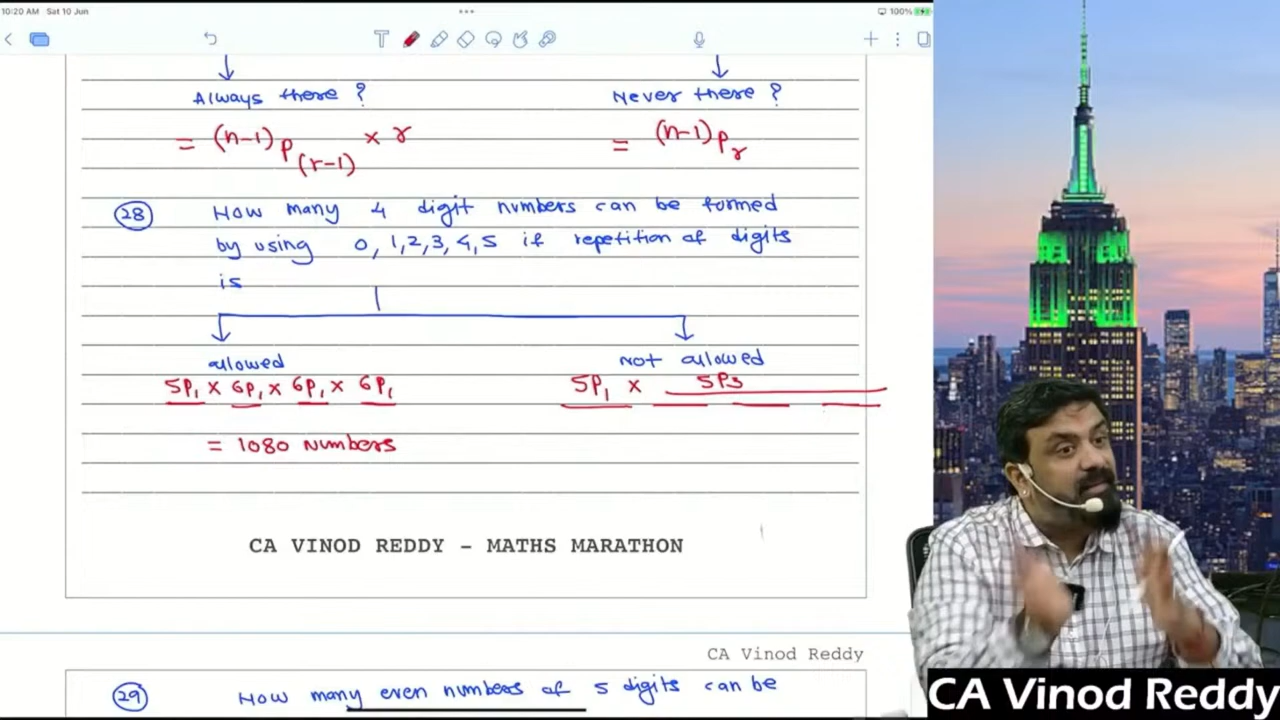 10:20 AM Sat 10 Jun
100%
T
Always there ?
Never there ?
= (n-1)P(r-1) × r
= (n-1)Pr
28 How many 4 digit numbers can be formed
by using 0, 1, 2, 3, 4, 5 if repetition of digits
is
allowed
not allowed
5P1 × 6P1 × 6P1 × 6P1
5P1 × 5P3
= 1080 Numbers
CA VINOD REDDY - MATHS MARATHON
CA Vinod Reddy
29 How many even numbers of 5 digits can be
CA Vinod Reddy